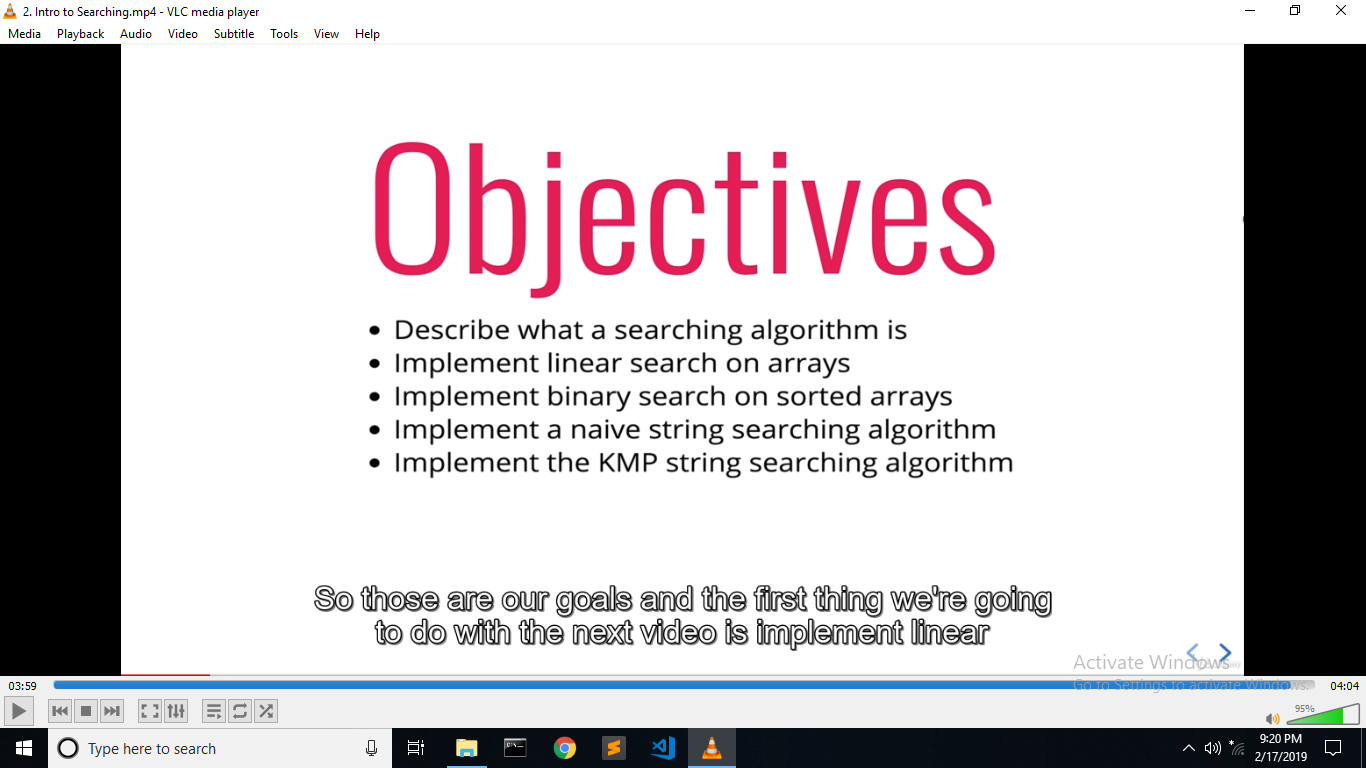 2. Intro to Searching.mp4 - VLC media player
Media Playback Audio Video Subtitle Tools View Help
Objectives
• Describe what a searching algorithm is
• Implement linear search on arrays
• Implement binary search on sorted arrays
• Implement a naive string searching algorithm
• Implement the KMP string searching algorithm
So those are our goals and the first thing we're going
to do with the next video is implement linear
Activate Windows
Go to Settings to activate Windows.
03:59
04:04
95%
Type here to search
9:20 PM
2/17/2019